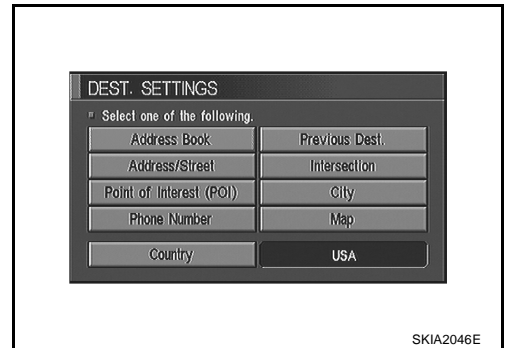 DEST. SETTINGS
Select one of the following.
Address Book
Previous Dest.
Address/Street
Intersection
Point of Interest (POI)
City
Phone Number
Map
Country
USA
SKIA2046E